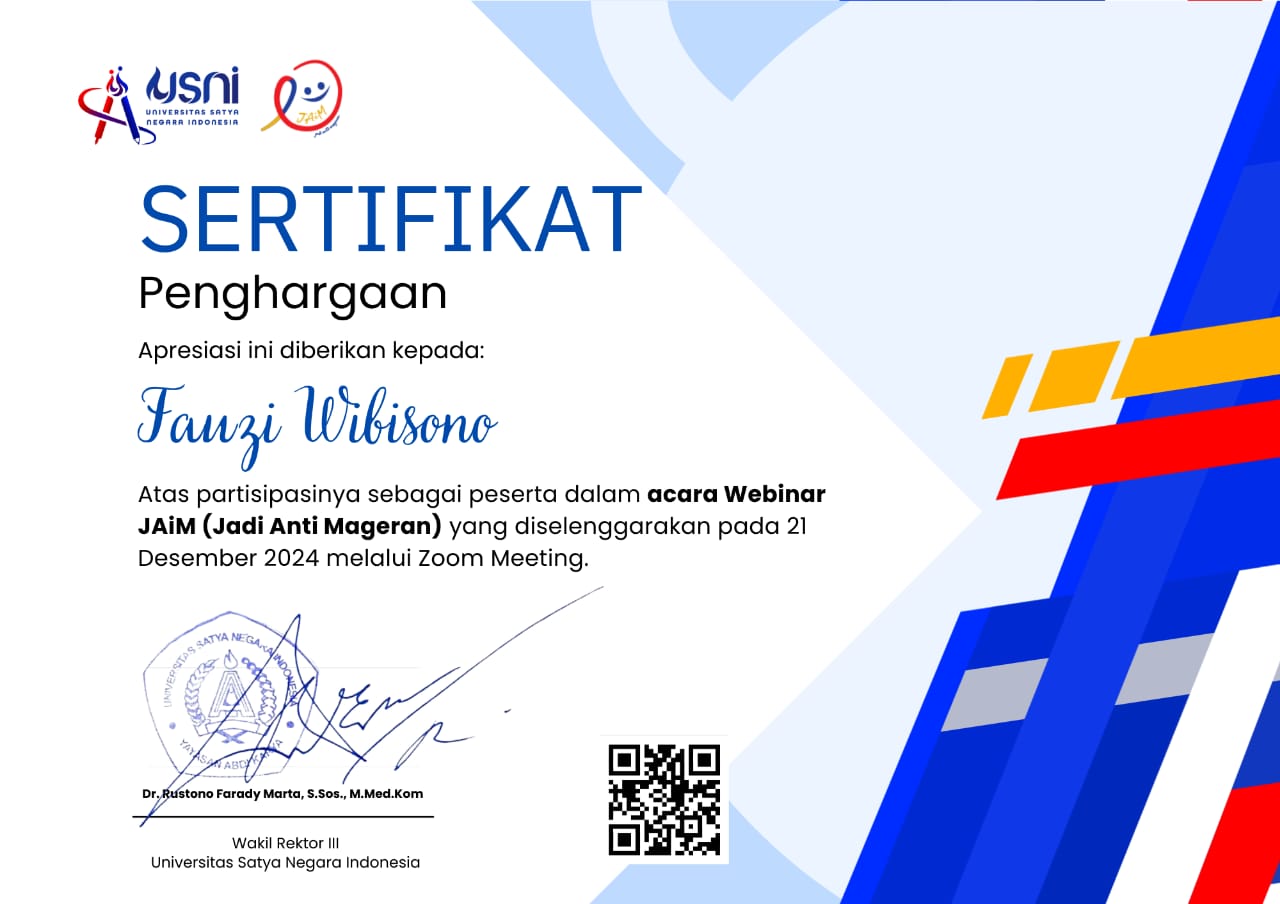 USNI
UNIVERSITAS SATYA
NEGARA INDONESIA
JAiM
SERTIFIKAT
Penghargaan
Apresiasi ini diberikan kepada:
Fauzi Wibisono
Atas partisipasinya sebagai peserta dalam acara Webinar
JAiM (Jadi Anti Mageran) yang diselenggarakan pada 21
Desember 2024 melalui Zoom Meeting.
UNIVERSITAS SATYA NEGARA INDONESIA
YAYASAN ABDI KARYA
Dr. Rustono Farady Marta, S.Sos., M.Med.Kom
Wakil Rektor III
Universitas Satya Negara Indonesia